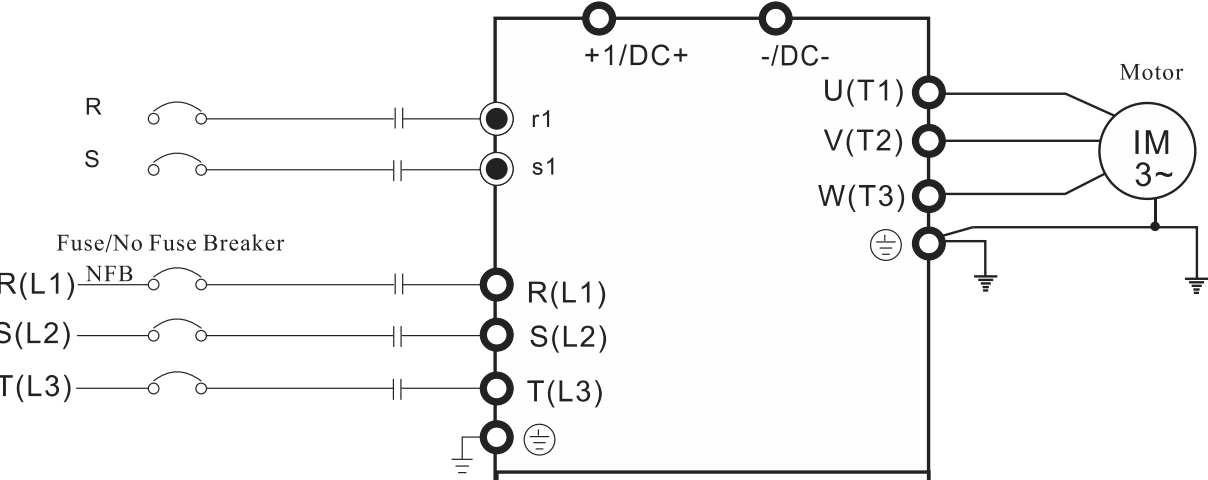 +1/DC+
-/DC-
Motor
U(T1)
R
r1
V(T2)
IM
3~
S
s1
W(T3)
Fuse/No Fuse Breaker
NFB
R(L1)
R(L1)
S(L2)
S(L2)
T(L3)
T(L3)